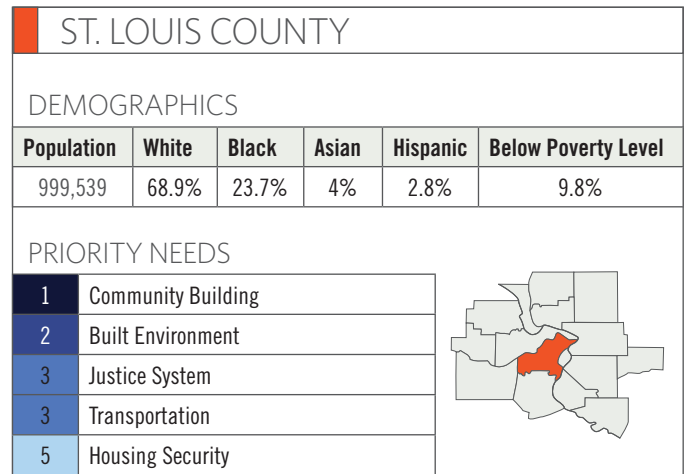 ST. LOUIS COUNTY
DEMOGRAPHICS
Population White Black Asian Hispanic Below Poverty Level
999,539 68.9% 23.7% 4% 2.8% 9.8%
PRIORITY NEEDS
1 Community Building
2 Built Environment
3 Justice System
3 Transportation
5 Housing Security